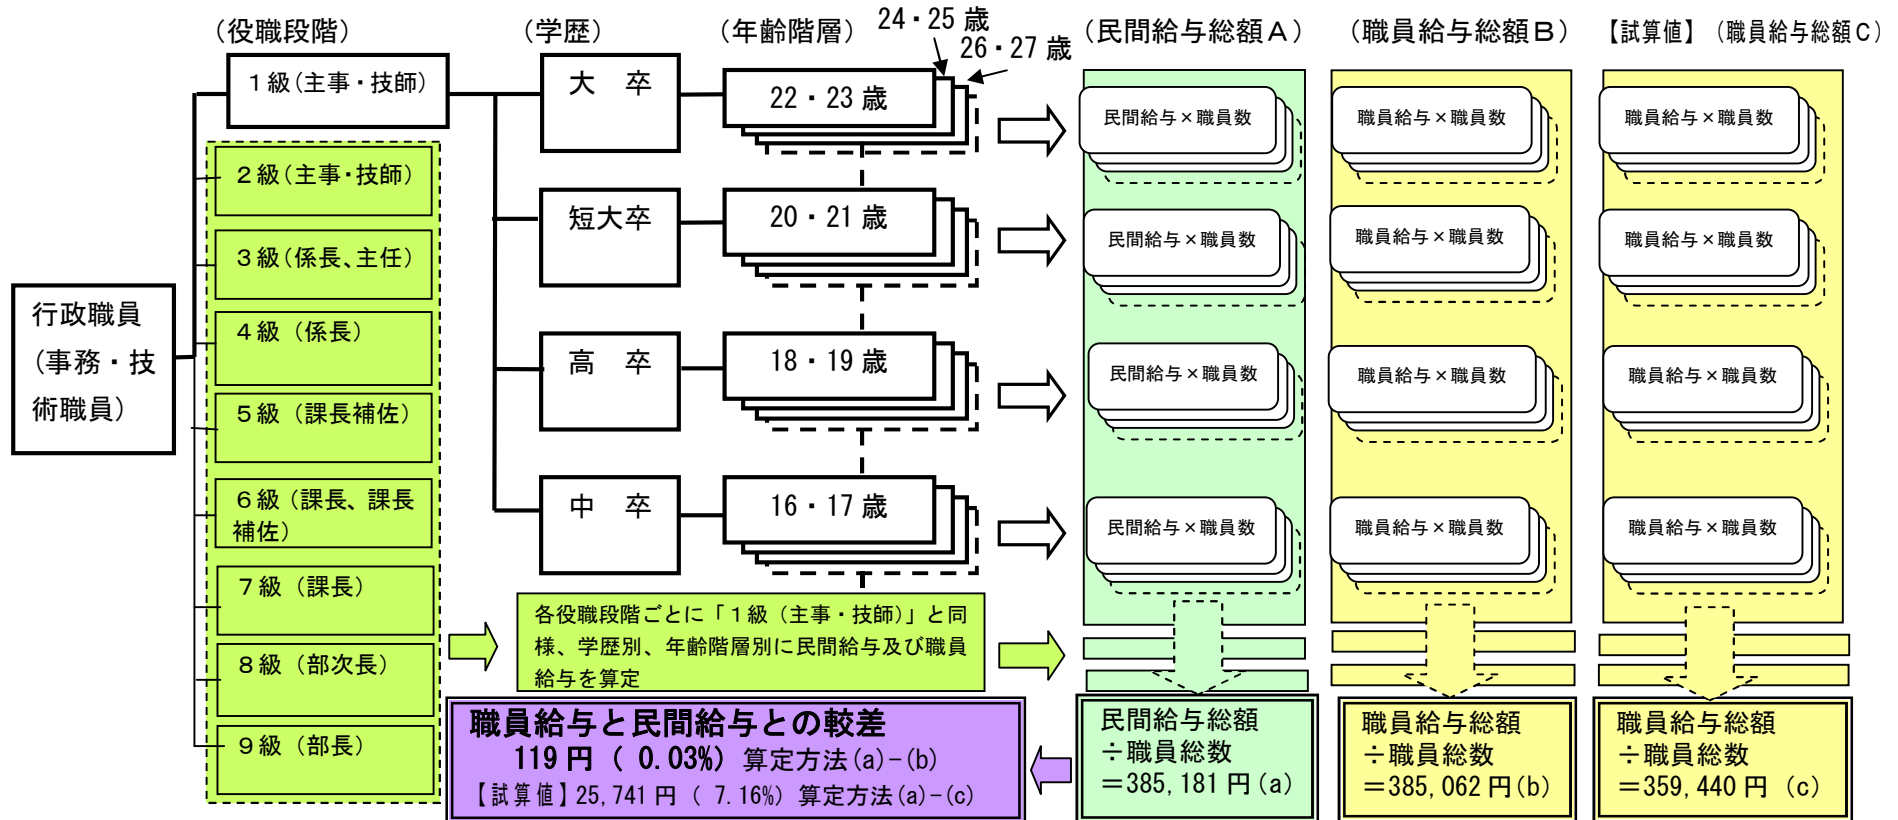 （役職段階）
（学歴）
（年齢階層）
24・25 歳
26・27 歳
（民間給与総額Ａ）
（職員給与総額Ｂ）
【試算値】（職員給与総額Ｃ）
行政職員
（事務・技
術職員）
１級（主事・技師）
２級（主事・技師）
３級（係長、主任）
４級（係長）
５級（課長補佐）
６級（課長、課長
補佐）
７級（課長）
８級（部次長）
９級（部長）
大　卒
22・23 歳
民間給与×職員数
職員給与×職員数
職員給与×職員数
短大卒
20・21 歳
民間給与×職員数
職員給与×職員数
職員給与×職員数
高　卒
18・19 歳
民間給与×職員数
職員給与×職員数
職員給与×職員数
中　卒
16・17 歳
民間給与×職員数
職員給与×職員数
職員給与×職員数
各役職段階ごとに「１級（主事・技師）」と同
様、学歴別、年齢階層別に民間給与及び職員
給与を算定
職員給与と民間給与との較差
119 円（ 0.03%）算定方法(a)-(b)
【試算値】25,741 円（ 7.16%）算定方法(a)-(c)
民間給与総額
÷職員総数
＝385,181 円(a)
職員給与総額
÷職員総数
＝385,062 円(b)
職員給与総額
÷職員総数
＝359,440 円 (c)